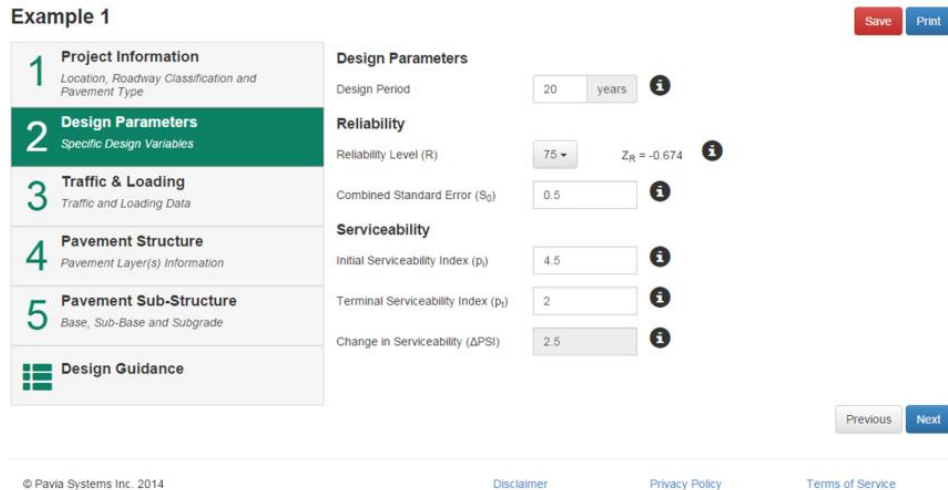 Example 1
Save
Print
1
Project Information
Location, Roadway Classification and
Pavement Type
2
Design Parameters
Specific Design Variables
3
Traffic & Loading
Traffic and Loading Data
4
Pavement Structure
Pavement Layer(s) Information
5
Pavement Sub-Structure
Base, Sub-Base and Subgrade
Design Guidance
Design Parameters
Design Period 20 years
Reliability
Reliability Level (R) 75 Z_R = -0.674
Combined Standard Error (S_0) 0.5
Serviceability
Initial Serviceability Index (p_i) 4.5
Terminal Serviceability Index (p_t) 2
Change in Serviceability (ΔPSI) 2.5
Previous
Next
© Pavia Systems Inc. 2014
Disclaimer
Privacy Policy
Terms of Service